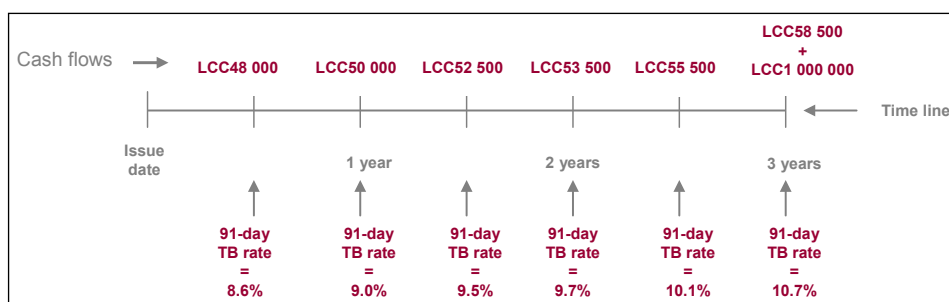 LCC58 500
+
LCC1 000 000
Cash flows
LCC48 000
LCC50 000
LCC52 500
LCC53 500
LCC55 500
Time line
Issue
date
1 year
2 years
3 years
91-day
TB rate
=
8.6%
91-day
TB rate
=
9.0%
91-day
TB rate
=
9.5%
91-day
TB rate
=
9.7%
91-day
TB rate
=
10.1%
91-day
TB rate
=
10.7%